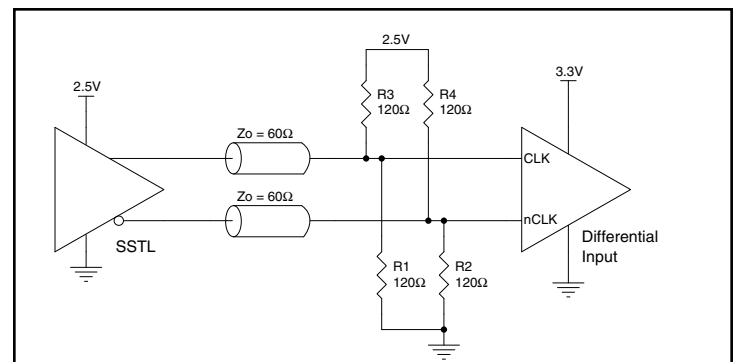 2.5V
3.3V
2.5V
R3
120Ω
R4
120Ω
Zo = 60Ω
CLK
Zo = 60Ω
nCLK
SSTL
Differential
Input
R1
120Ω
R2
120Ω